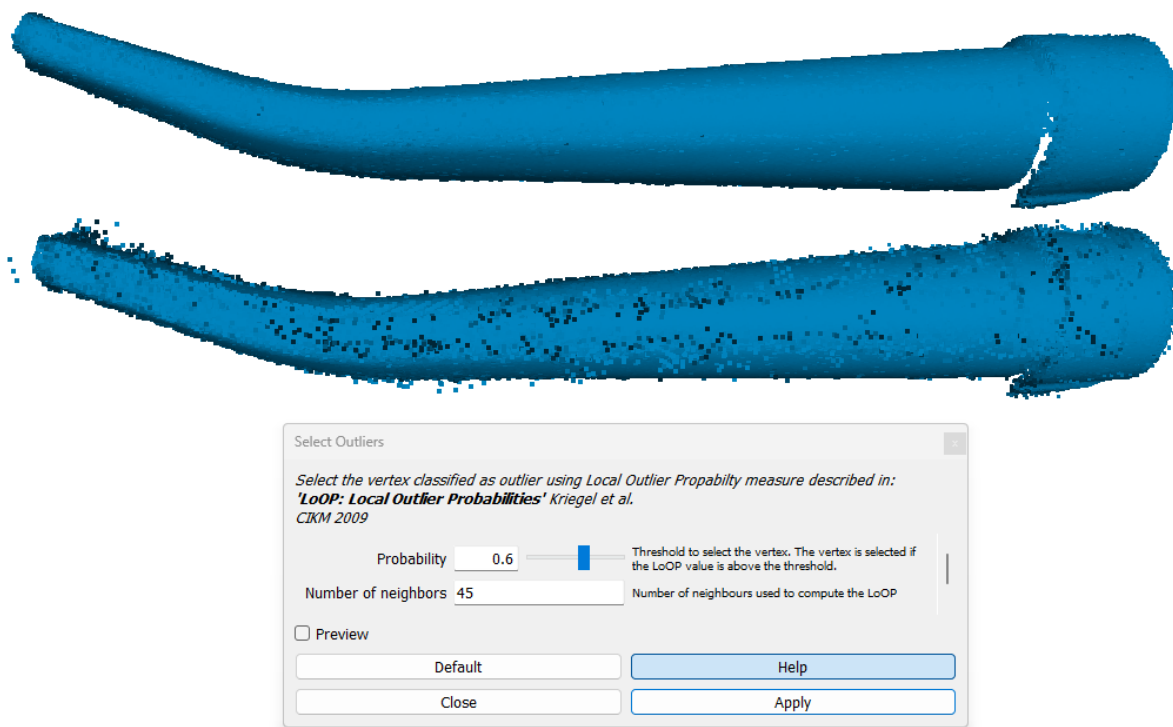 Select Outliers
x
Select the vertex classified as outlier using Local Outlier Propabilty measure described in:
'LoOP: Local Outlier Probabilities' Kriegel et al.
CIKM 2009
Probability 0.6 Threshold to select the vertex. The vertex is selected if
the LoOP value is above the threshold.
Number of neighbors 45 Number of neighbours used to compute the LoOP
Preview
Default Help
Close Apply